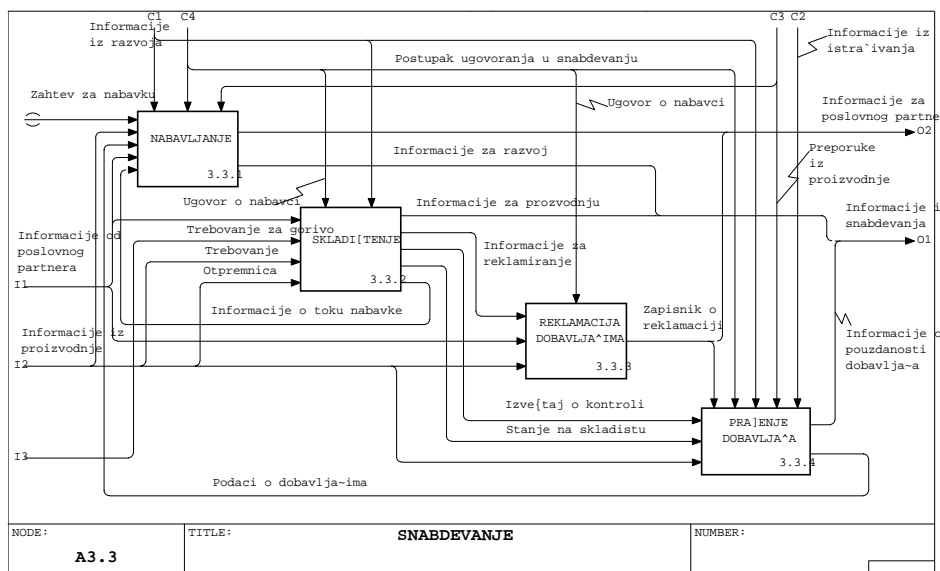 C1 C4 C3 C2
Informacije
iz razvoja
Informacije iz
istra`ivanja
Postupak ugovoranja u snabdevanju
Zahtev za nabavku
Ugovor o nabavci
Informacije za
poslovnog partne
O2
NABAVLJANJE
3.3.1
Informacije za razvoj
Preporuke
iz
proizvodnje
Ugovor o nabavci
Informacije za prozvodnju
Informacije i
snabdevanja
O1
Informacije od
poslovnog
partnera
I1
Trebovanje za gorivo
Trebovanje
Otpremnica
SKLADI[TENJE
3.3.2
Informacije za
reklamiranje
Informacije o toku nabavke
Zapisnik o
reklamaciji
REKLAMACIJA
DOBAVLJA^IMA
3.3.3
Informacije iz
proizvodnje
I2
Informacije o
pouzdanosti
dobavlja~a
Izve{taj o kontroli
Stanje na skladistu
PRA]ENJE
DOBAVLJA^A
3.3.4
I3
Podaci o dobavlja~ima
NODE:
A3.3
TITLE:
SNABDEVANJE
NUMBER: